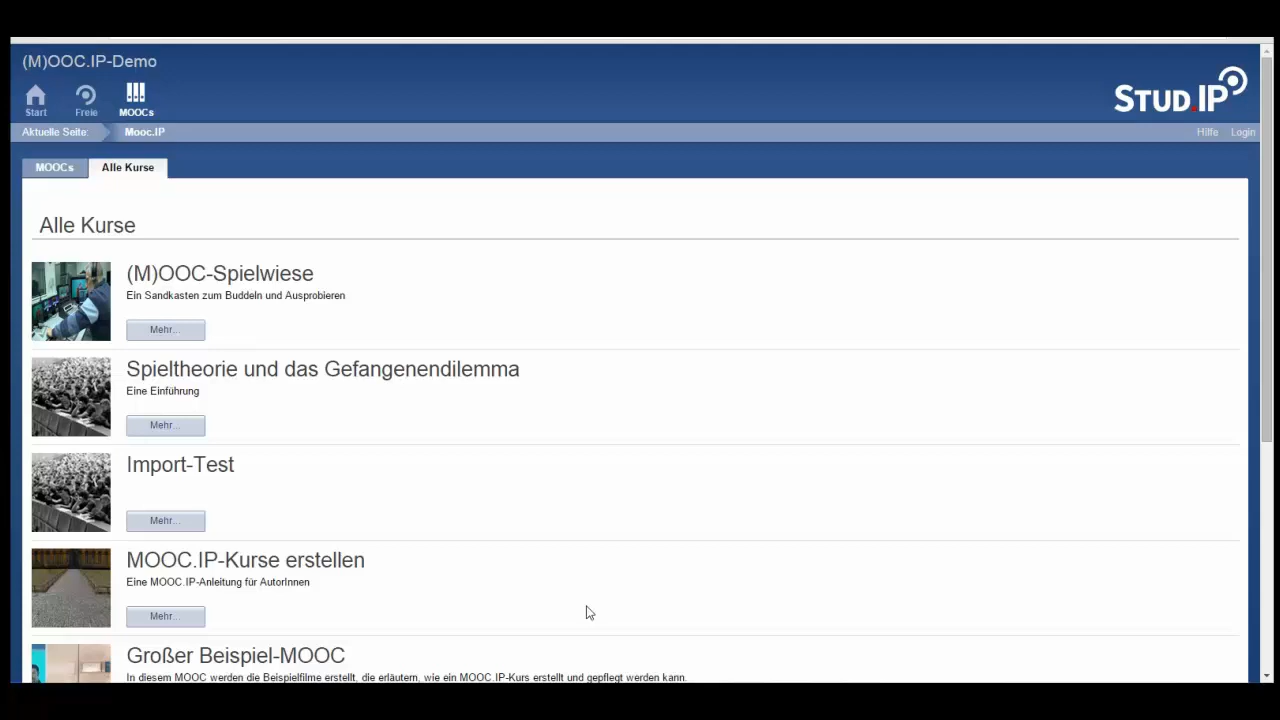 (M)OOC.IP-Demo
Start
Freie
MOOCs
STUD.IP
Aktuelle Seite:
Mooc.IP
Hilfe
Login
MOOCs
Alle Kurse
Alle Kurse
(M)OOC-Spielwiese
Ein Sandkasten zum Buddeln und Ausprobieren
Mehr...
Spieltheorie und das Gefangenendilemma
Eine Einführung
Mehr...
Import-Test
Mehr...
MOOC.IP-Kurse erstellen
Eine MOOC.IP-Anleitung für AutorInnen
Mehr...
Großer Beispiel-MOOC
In diesem MOOC werden die Beispielfilme erstellt, die erläutern, wie ein MOOC.IP-Kurs erstellt und gepflegt werden kann.